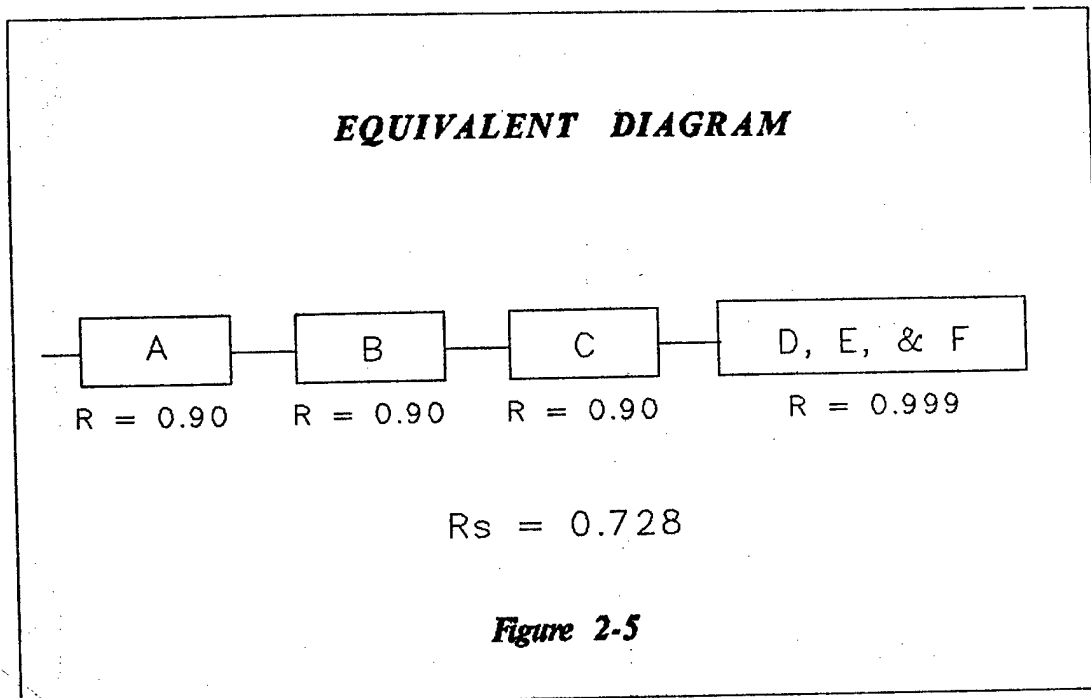 EQUIVALENT DIAGRAM
A B C D, E, & F
R = 0.90 R = 0.90 R = 0.90 R = 0.999
Rs = 0.728
Figure 2-5